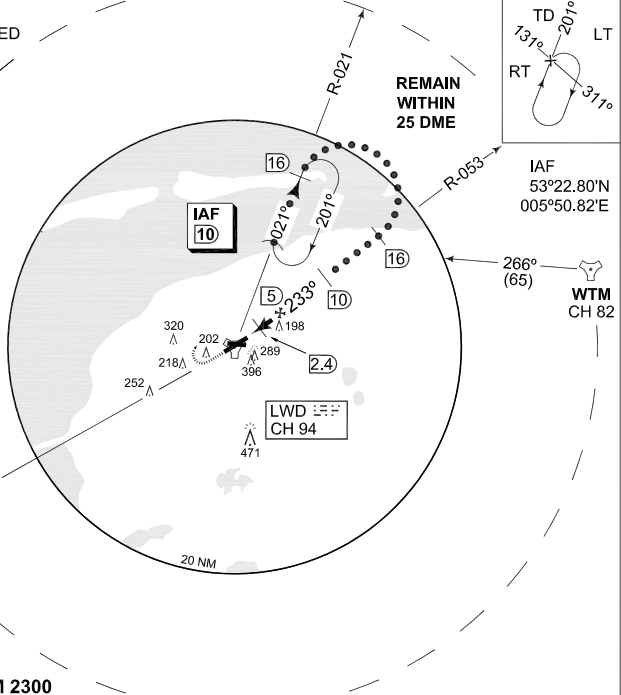 ED
TD
201°
131°
LT
RT
311°
R-021
REMAIN
WITHIN
25 DME
R-053
IAF
53°22.80'N
005°50.82'E
16
IAF
10
021°
201°
16
266°
(65)
WTM
CH 82
10
5
233°
198
320
202
289
218
396
2.4
252
LWD
CH 94
471
20 NM
2300